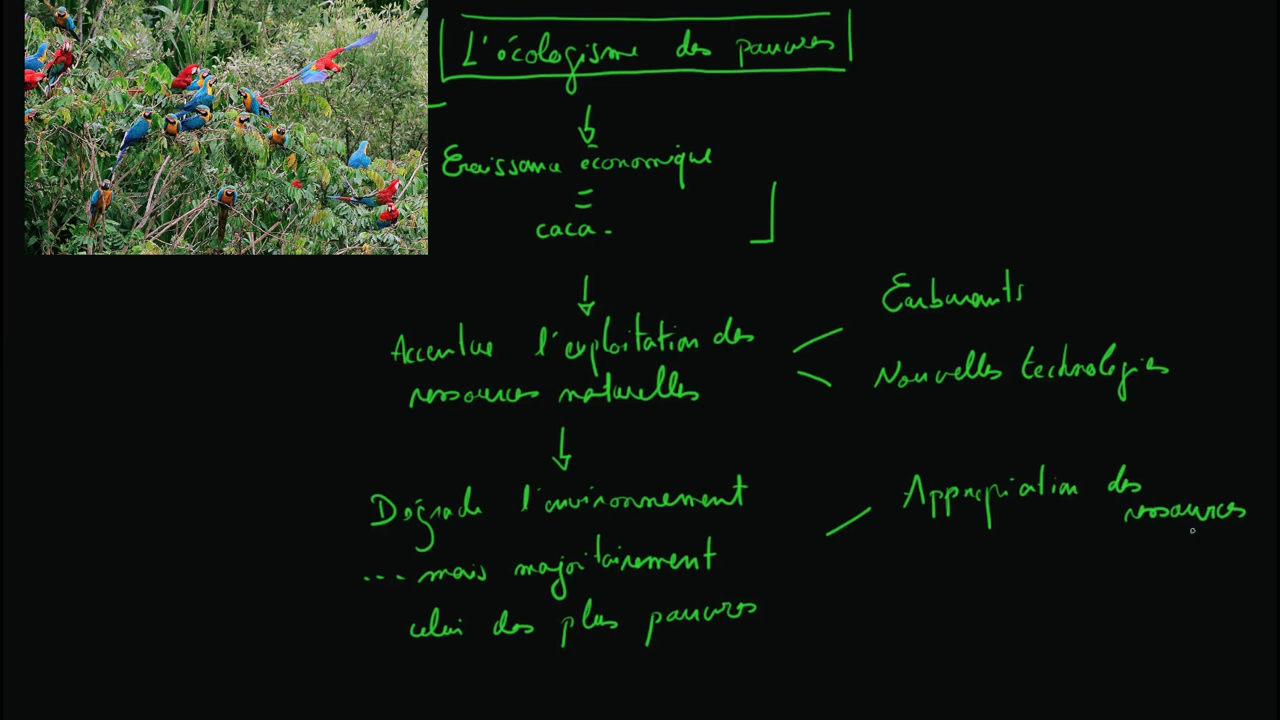 L'écologisme des pauvres
Croissance économique
=
caca.
Accentue l'exploitation des
ressources naturelles
Carburants
Nouvelles technologies
Dégrade l'environnement
... mais majoritairement
celui des plus pauvres
Appropriation des
ressources